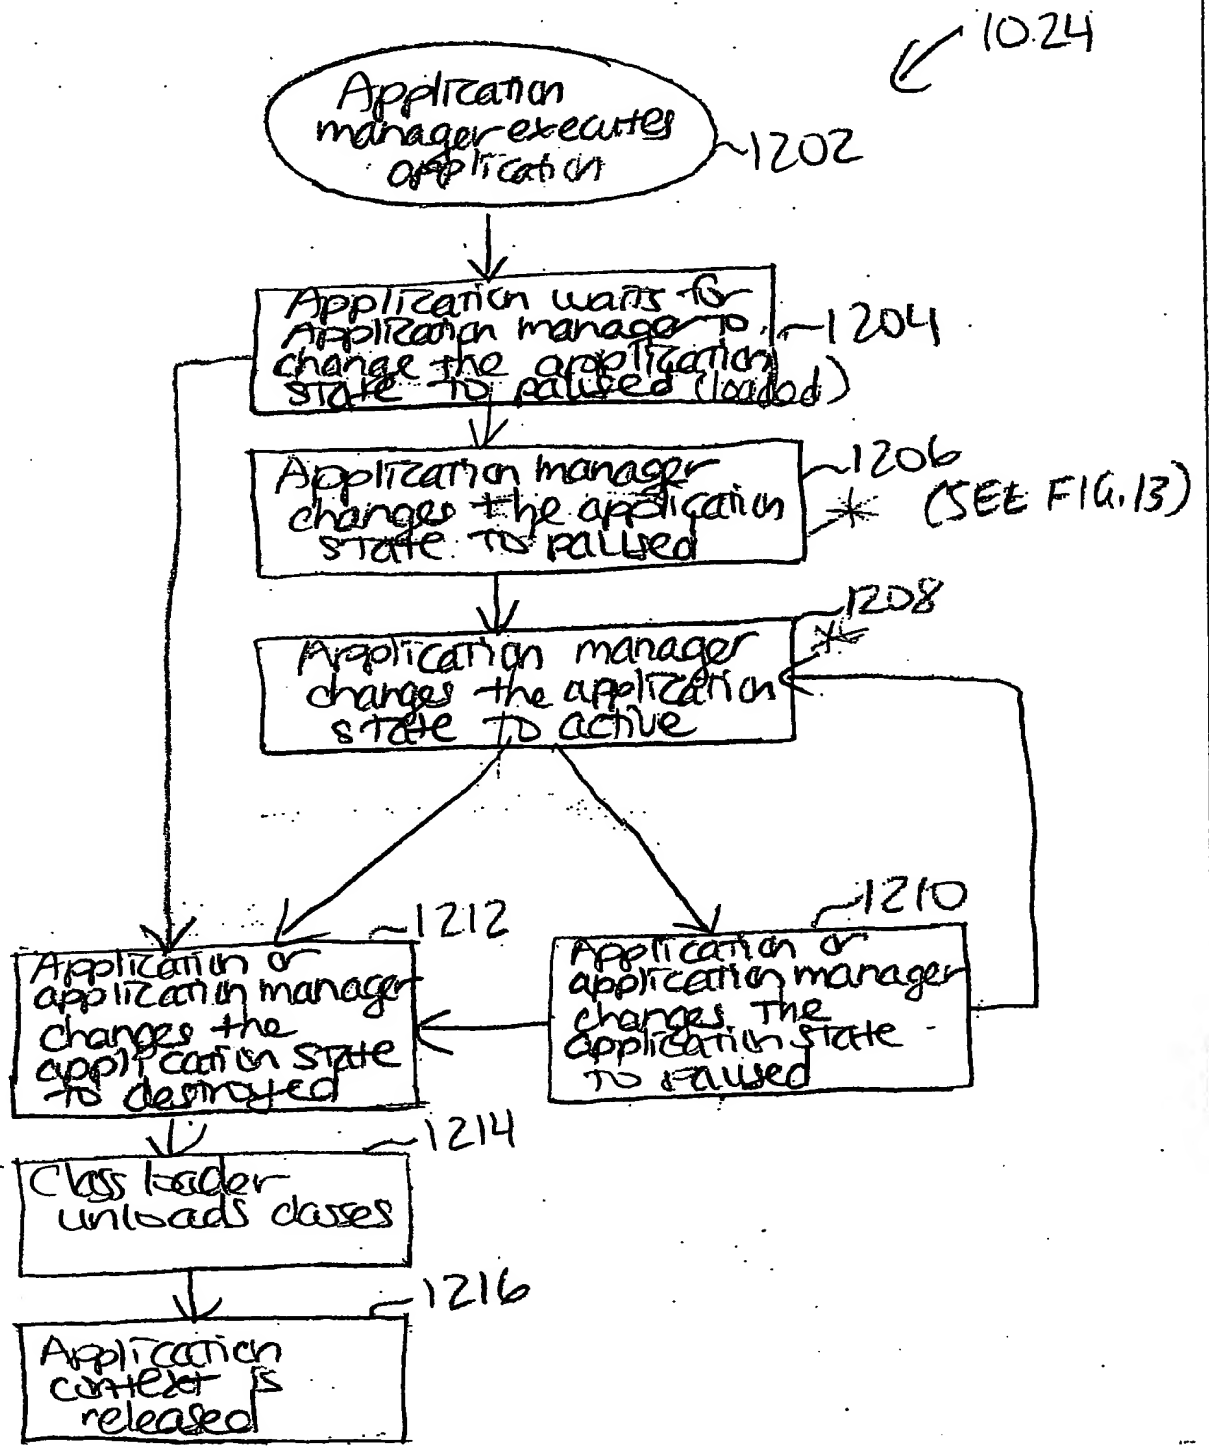 1024
Application
manager executes
application
1202
Application waits for
Application manager to
change the application
state to paused (loaded)
1204
Application manager
changes the application
state to paused
1206
* (SEE FIG. 13)
Application manager
changes the application
state to active
1208
*
Application or
application manager
changes the
application state
to destroyed
1212
Application or
application manager
changes the
application state
to paused
1210
Class loader
unloads classes
1214
Application
context is
released
1216